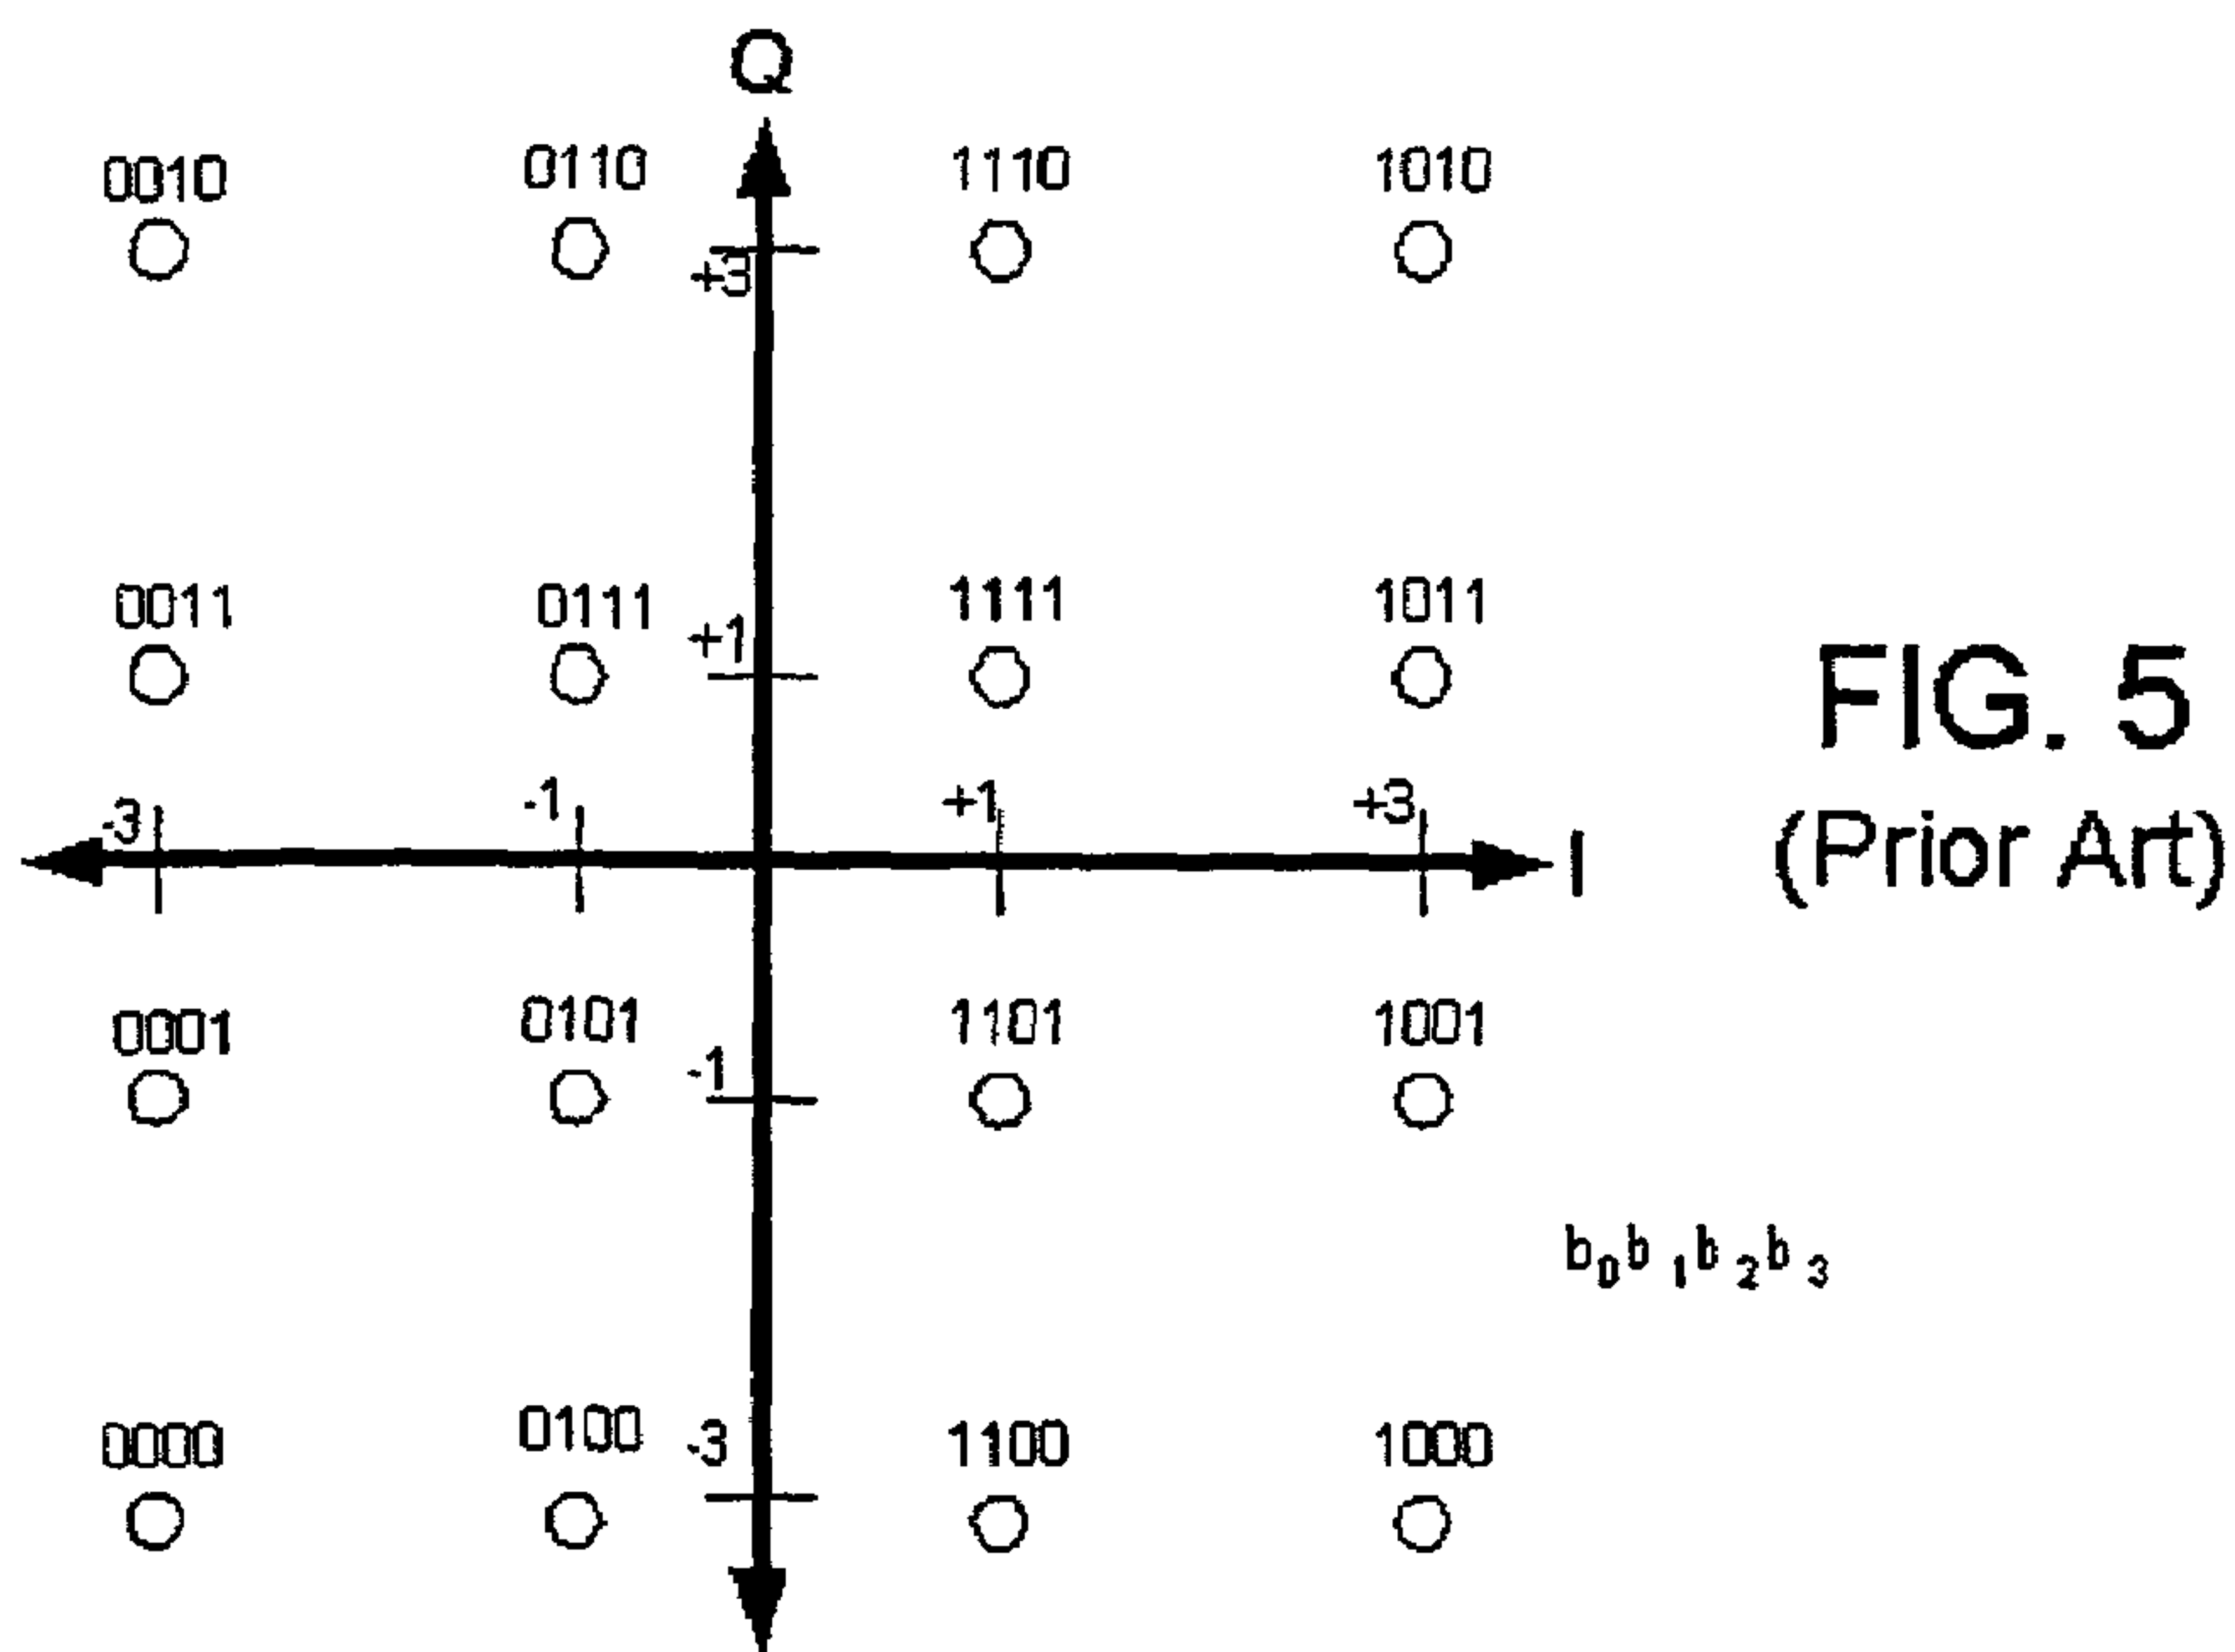 Q
0010 0110 1110 1010
+3
0011 0111 1111 1011
+1
FIG. 5
-3 -1 +1 +3 I
(Prior Art)
0001 0101 1101 1001
-1
b0b1b2b3
0000 0100 -3 1100 1000